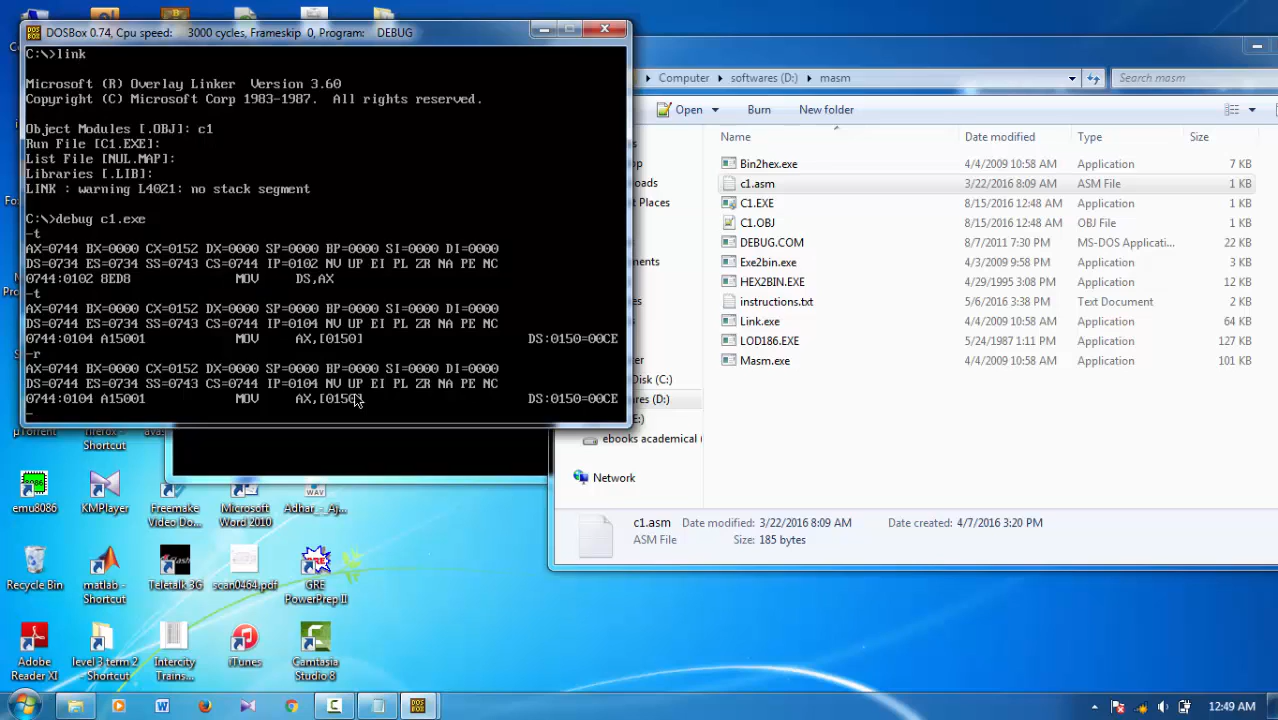 DOSBox 0.74, Cpu speed: 3000 cycles, Frameskip 0, Program: DEBUG
C:\>link
Microsoft (R) Overlay Linker Version 3.60
Copyright (C) Microsoft Corp 1983-1987. All rights reserved.
Object Modules [.OBJ]: c1
Run File [C1.EXE]:
List File [NUL.MAP]:
Libraries [.LIB]:
LINK : warning L4021: no stack segment
C:\>debug c1.exe
-t
AX=0744 BX=0000 CX=0152 DX=0000 SP=0000 BP=0000 SI=0000 DI=0000
DS=0734 ES=0734 SS=0743 CS=0744 IP=0102 NV UP EI PL ZR NA PE NC
0744:0102 8ED8 MOV DS,AX
-t
AX=0744 BX=0000 CX=0152 DX=0000 SP=0000 BP=0000 SI=0000 DI=0000
DS=0744 ES=0734 SS=0743 CS=0744 IP=0104 NV UP EI PL ZR NA PE NC
0744:0104 A15001 MOV AX,[0150] DS:0150=00CE
-r
AX=0744 BX=0000 CX=0152 DX=0000 SP=0000 BP=0000 SI=0000 DI=0000
DS=0744 ES=0734 SS=0743 CS=0744 IP=0104 NV UP EI PL ZR NA PE NC
0744:0104 A15001 MOV AX,[0150] DS:0150=00CE
-
Computer softwares (D:) masm
Search masm
Open Burn New folder
Name Date modified Type Size
Bin2hex.exe 4/4/2009 10:58 AM Application 7 KB
c1.asm 3/22/2016 8:09 AM ASM File 1 KB
C1.EXE 8/15/2016 12:48 AM Application 1 KB
C1.OBJ 8/15/2016 12:48 AM OBJ File 1 KB
DEBUG.COM 8/7/2011 7:30 PM MS-DOS Applicati... 22 KB
Exe2bin.exe 4/4/2009 3:58 PM Application 3 KB
HEX2BIN.EXE 4/29/1995 3:08 PM Application 12 KB
instructions.txt 5/6/2016 3:38 PM Text Document 2 KB
Link.exe 4/4/2009 10:58 AM Application 64 KB
LOD186.EXE 5/24/1987 1:11 PM Application 127 KB
Masm.exe 4/4/2009 10:58 AM Application 101 KB
ebooks academical (
Network
c1.asm Date modified: 3/22/2016 8:09 AM Date created: 4/7/2016 3:20 PM
ASM File Size: 185 bytes
Shortcut
emu8086
KMPlayer
Freemake Video Do...
Microsoft Word 2010
WAV
Adhar_-_Aj...
Recycle Bin
matlab - Shortcut
Teletalk 3G
scan0464.pdf
GRE PowerPrep II
Adobe Reader XI
level 3 term 2 - Shortcut
Intercity Trains...
iTunes
Camtasia Studio 8
12:49 AM